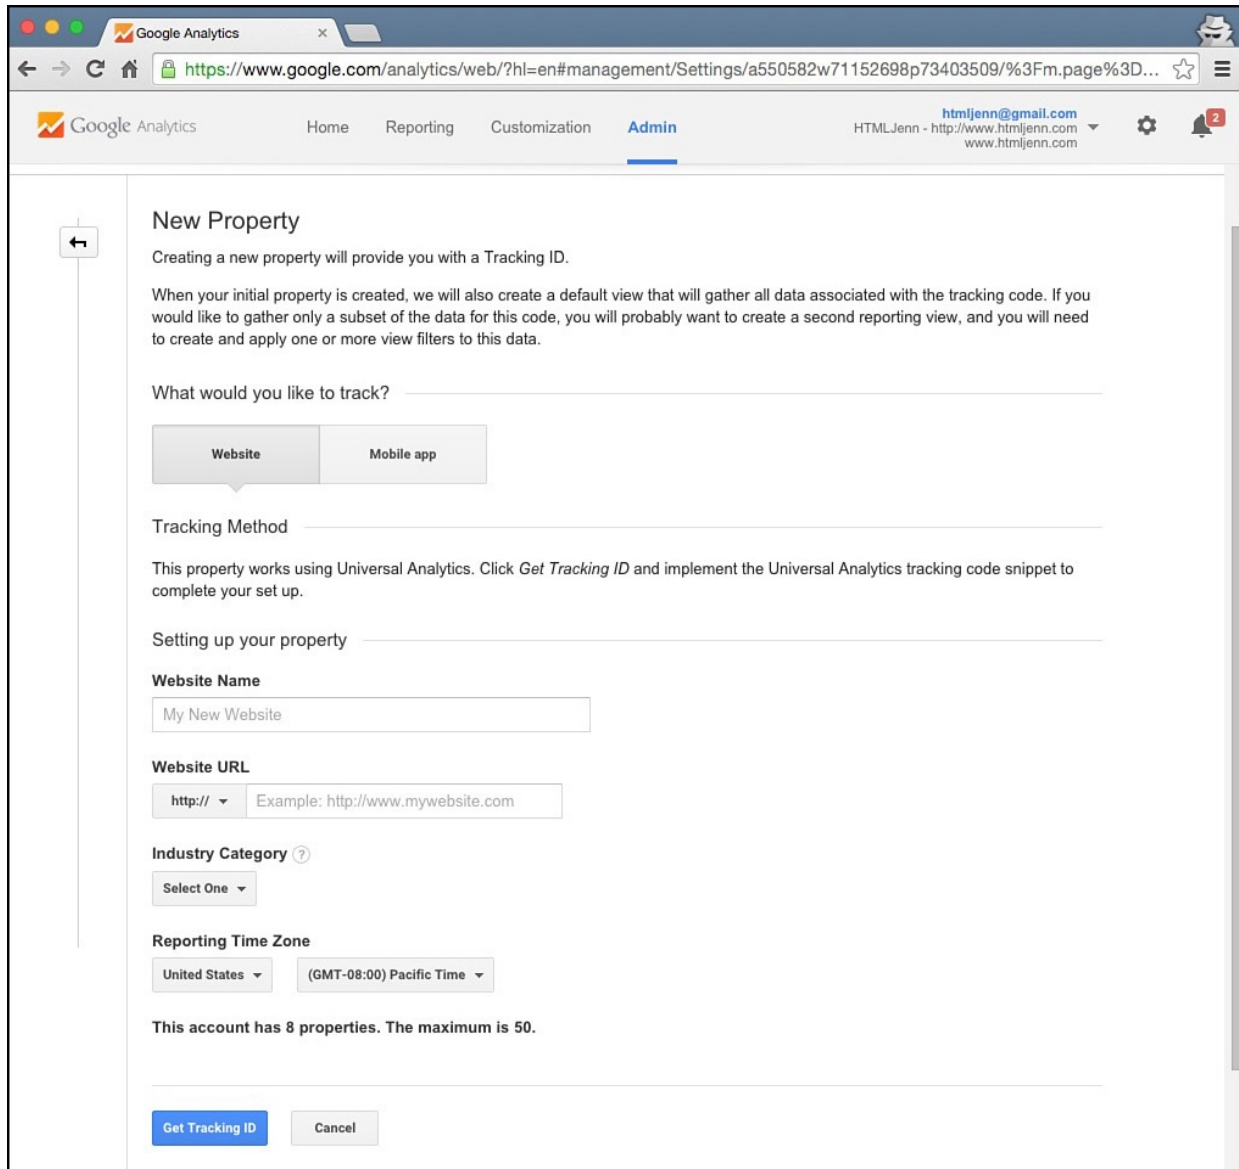 Google Analytics
https://www.google.com/analytics/web/?hl=en#management/Settings/a550582w71152698p73403509/%3Fm.page%3D...
Google Analytics
Home
Reporting
Customization
Admin
htmljenn@gmail.com
HTMLJenn - http://www.htmljenn.com
www.htmljenn.com
2
New Property
Creating a new property will provide you with a Tracking ID.
When your initial property is created, we will also create a default view that will gather all data associated with the tracking code. If you
would like to gather only a subset of the data for this code, you will probably want to create a second reporting view, and you will need
to create and apply one or more view filters to this data.
What would you like to track?
Website
Mobile app
Tracking Method
This property works using Universal Analytics. Click Get Tracking ID and implement the Universal Analytics tracking code snippet to
complete your set up.
Setting up your property
Website Name
My New Website
Website URL
http://
Example: http://www.mywebsite.com
Industry Category ?
Select One
Reporting Time Zone
United States
(GMT-08:00) Pacific Time
This account has 8 properties. The maximum is 50.
Get Tracking ID
Cancel